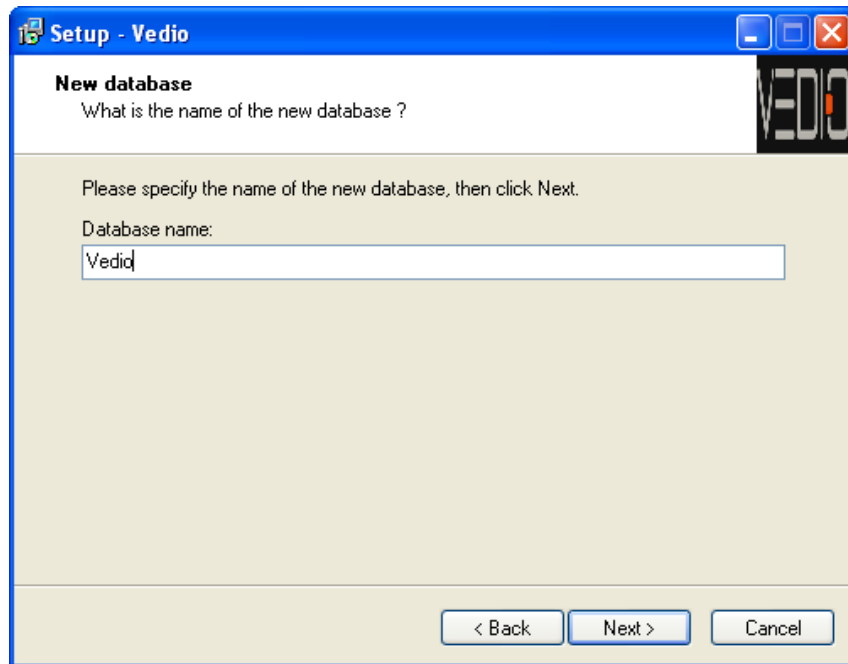 Setup - Vedio
New database
What is the name of the new database ?
VEDIO
Please specify the name of the new database, then click Next.
Database name:
Vedio
< Back
Next >
Cancel